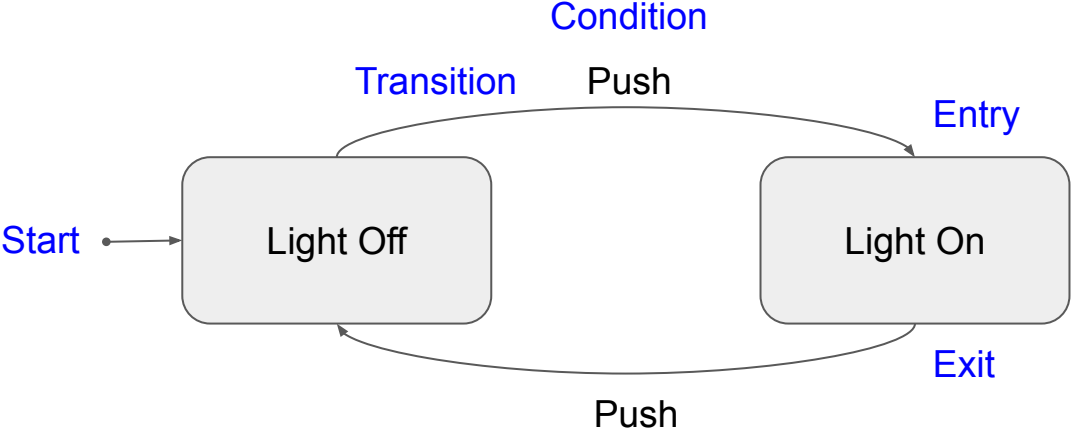 Condition
Transition
Push
Entry
Start
Light Off
Light On
Exit
Push